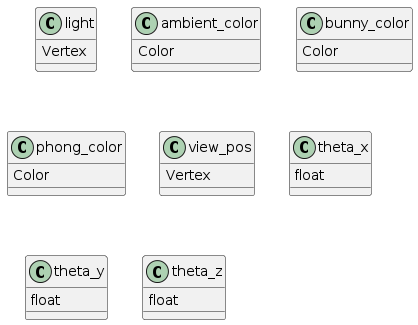 C light
Vertex
C ambient_color
Color
C bunny_color
Color
C phong_color
Color
C view_pos
Vertex
C theta_x
float
C theta_y
float
C theta_z
float